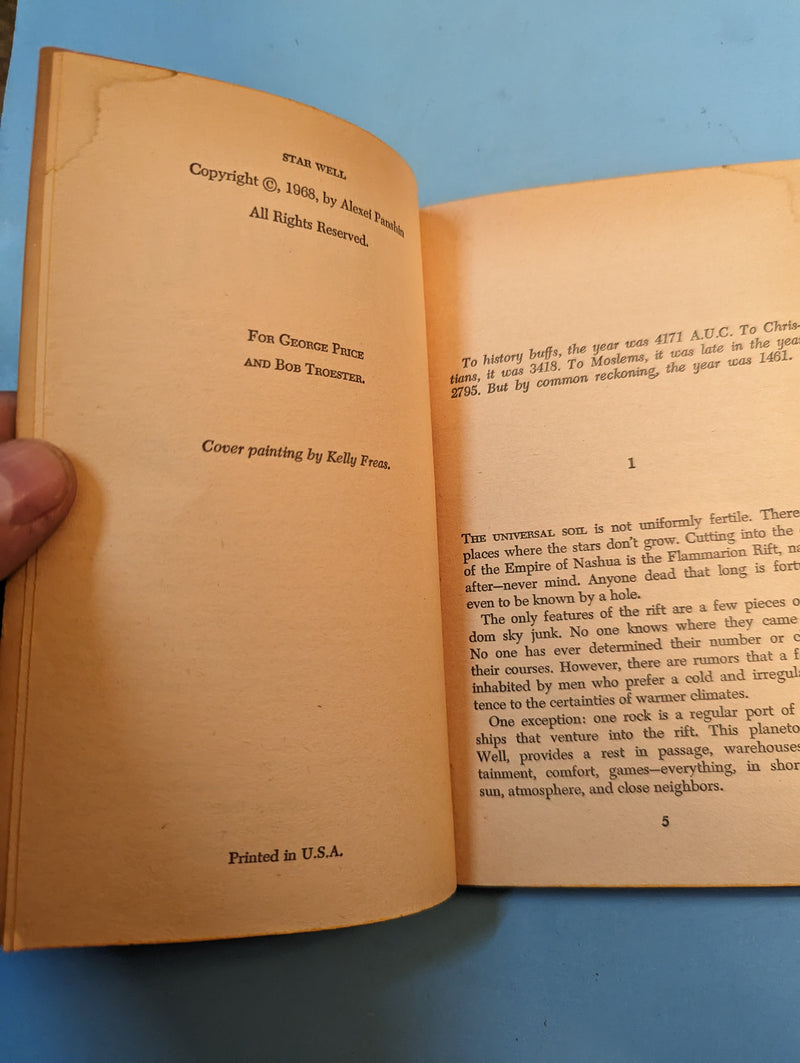 STAR WELL
Copyright ©, 1968, by Alexei Panshin
All Rights Reserved.
FOR GEORGE PRICE
AND BOB TROESTER.
Cover painting by Kelly Freas.
Printed in U.S.A.
To history buffs, the year was 4171 A.U.C. To Chris-
tians, it was 3418. To Moslems, it was late in the year
2795. But by common reckoning, the year was 1461.
1
THE UNIVERSAL SOIL is not uniformly fertile. There
places where the stars don't grow. Cutting into the
of the Empire of Nashua is the Flammarion Rift, na
after—never mind. Anyone dead that long is fort
even to be known by a hole.
The only features of the rift are a few pieces o
dom sky junk. No one knows where they came
No one has ever determined their number or c
their courses. However, there are rumors that a f
inhabited by men who prefer a cold and irregul
tence to the certainties of warmer climates.
One exception: one rock is a regular port of
ships that venture into the rift. This planeto
Well, provides a rest in passage, warehouses
tainment, comfort, games—everything, in shor
sun, atmosphere, and close neighbors.
5